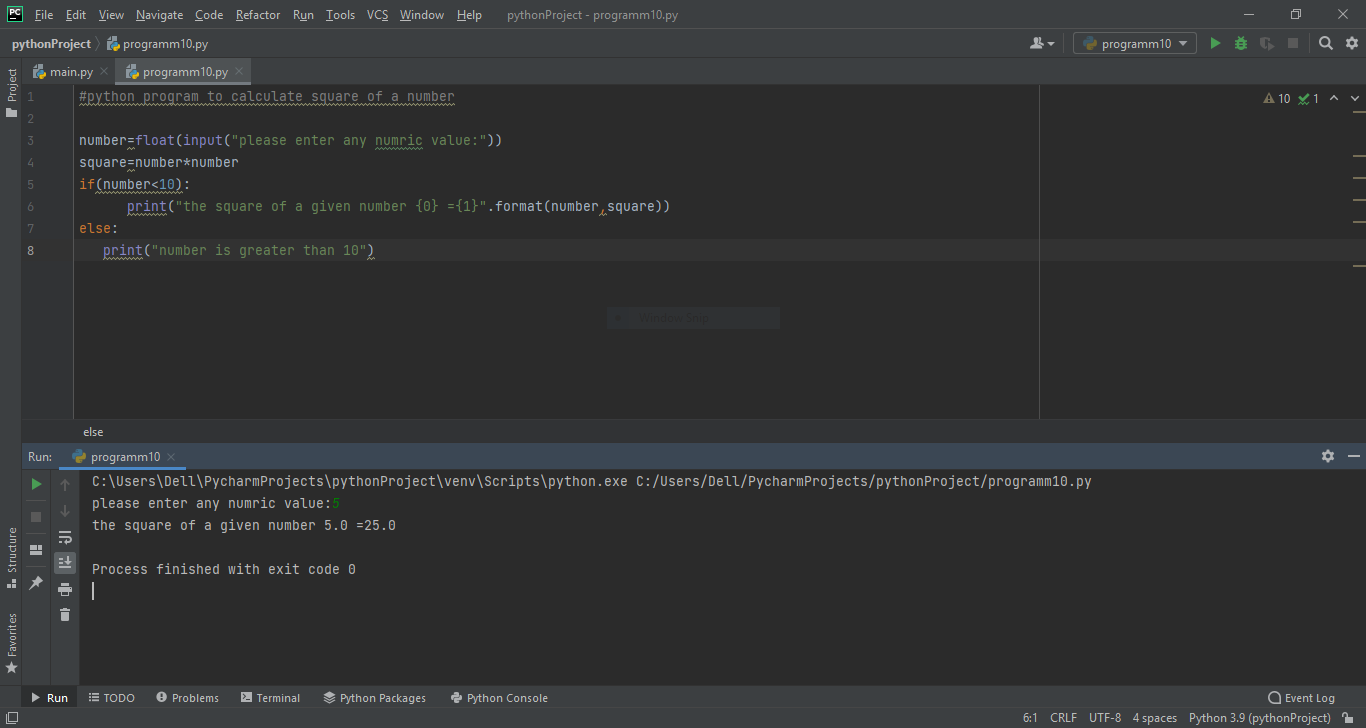 PC File Edit View Navigate Code Refactor Run Tools VCS Window Help pythonProject - programm10.py
pythonProject programm10.py programm10
Project
main.py programm10.py
1 #python program to calculate square of a number 10 1
2
3 number=float(input("please enter any numric value:"))
4 square=number*number
5 if(number<10):
6 print("the square of a given number {0} ={1}".format(number,square))
7 else:
8 print("number is greater than 10")
Window Snip
else
Run: programm10
C:\Users\Dell\PycharmProjects\pythonProject\venv\Scripts\python.exe C:/Users/Dell/PycharmProjects/pythonProject/programm10.py
please enter any numric value:5
the square of a given number 5.0 =25.0
Process finished with exit code 0
Structure
Favorites
Run TODO Problems Terminal Python Packages Python Console Event Log
6:1 CRLF UTF-8 4 spaces Python 3.9 (pythonProject)